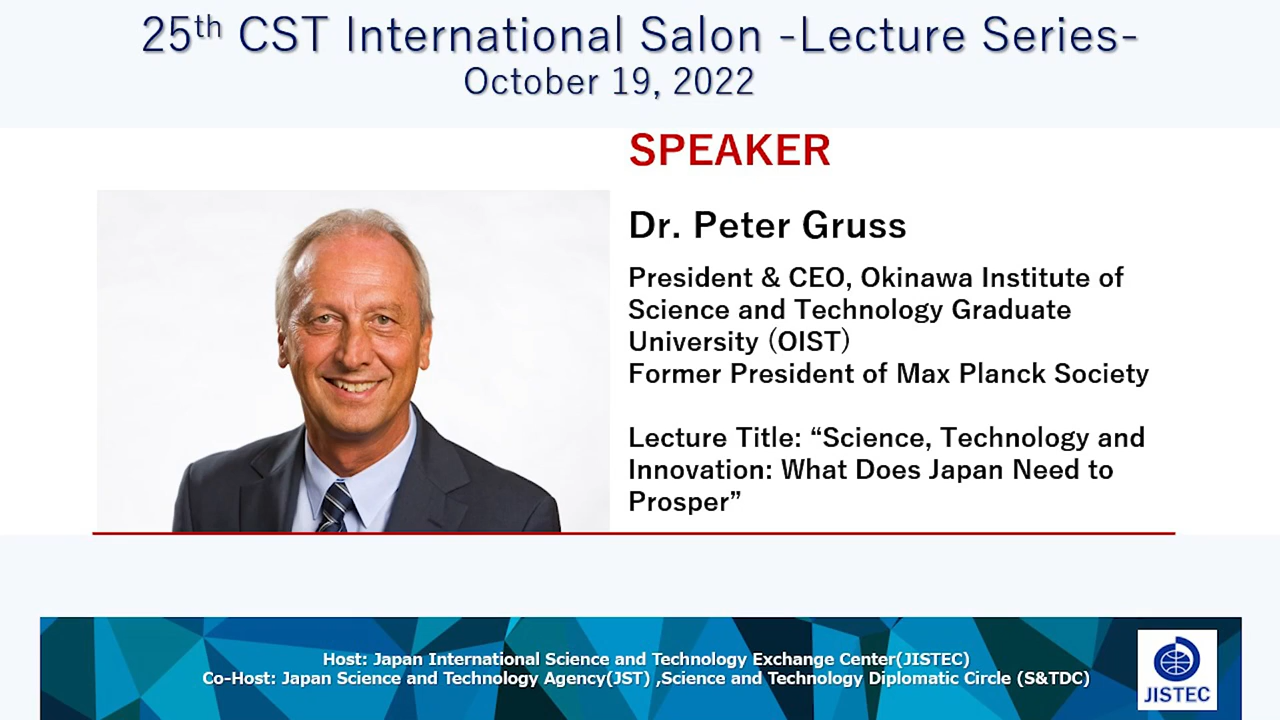 25th CST International Salon -Lecture Series-
October 19, 2022
SPEAKER
Dr. Peter Gruss
President & CEO, Okinawa Institute of
Science and Technology Graduate
University (OIST)
Former President of Max Planck Society
Lecture Title: “Science, Technology and
Innovation: What Does Japan Need to
Prosper”
Host: Japan International Science and Technology Exchange Center(JISTEC)
Co-Host: Japan Science and Technology Agency(JST) ,Science and Technology Diplomatic Circle (S&TDC)
JISTEC